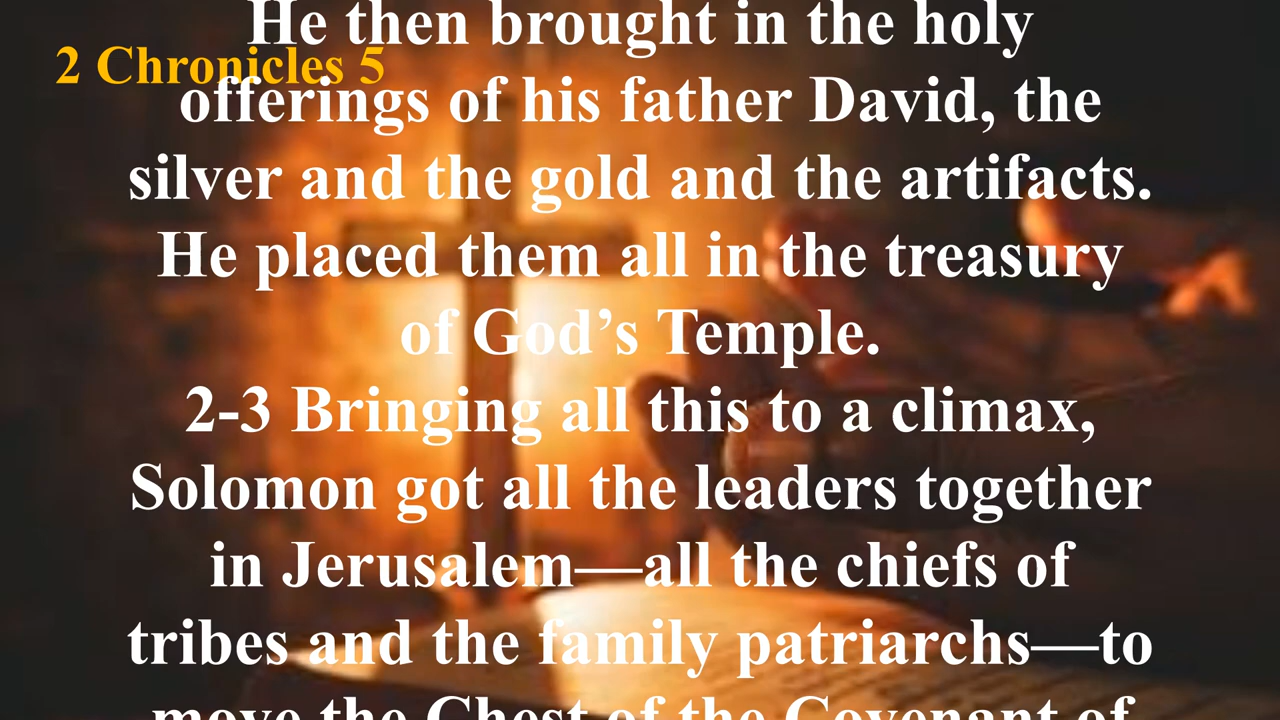 He then brought in the holy
2 Chronicles 5
offerings of his father David, the
silver and the gold and the artifacts.
He placed them all in the treasury
of God’s Temple.
2-3 Bringing all this to a climax,
Solomon got all the leaders together
in Jerusalem—all the chiefs of
tribes and the family patriarchs—to
move the Chest of the Covenant of